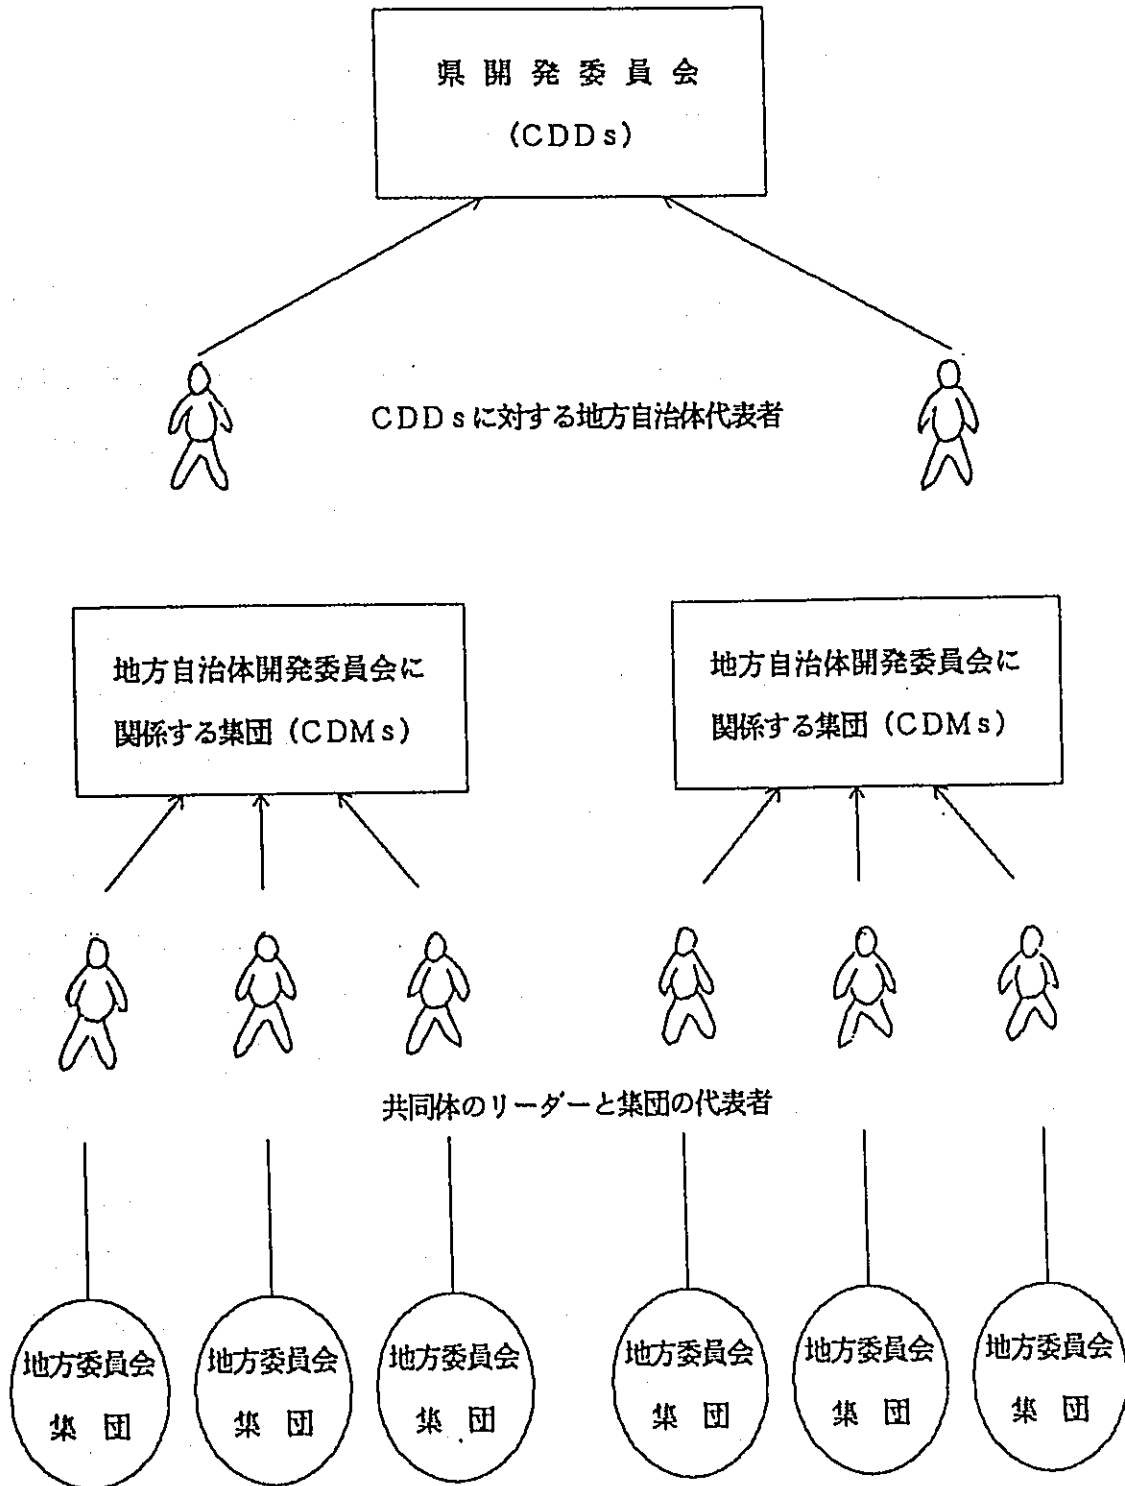 県開発委員会
(CDDs)
CDDsに対する地方自治体代表者
地方自治体開発委員会に
関係する集団(CDMs)
地方自治体開発委員会に
関係する集団(CDMs)
共同体のリーダーと集団の代表者
地方委員会
集団
地方委員会
集団
地方委員会
集団
地方委員会
集団
地方委員会
集団
地方委員会
集団